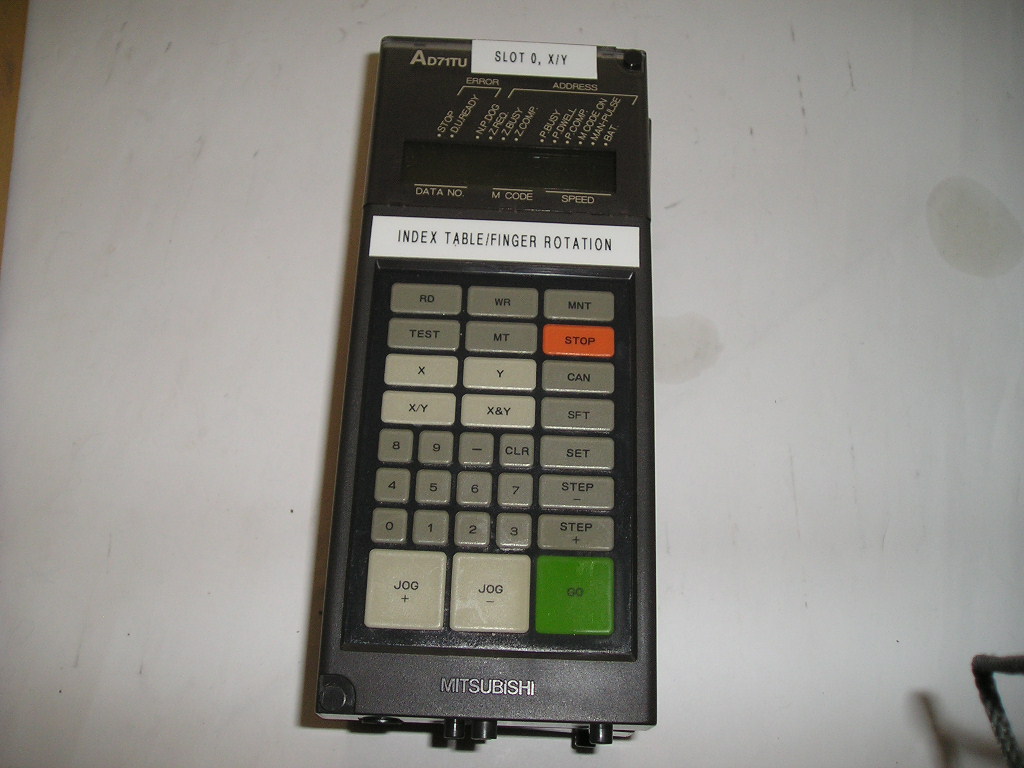 AD71TU SLOT 0, X/Y
ERROR ADDRESS
STOP
D.U.READY
N.P.DOG
Z.REQ.
Z.BUSY
Z.COMP.
P.BUSY
P.DWELL
P.COMP.
M CODE ON
MAN.PULSE
BAT.
DATA NO. M CODE SPEED
INDEX TABLE/FINGER ROTATION
RD WR MNT
TEST MT STOP
X Y CAN
X/Y X&Y SFT
8 9 — CLR SET
4 5 6 7 STEP −
0 1 2 3 STEP +
JOG + JOG − GO
MITSUBISHI